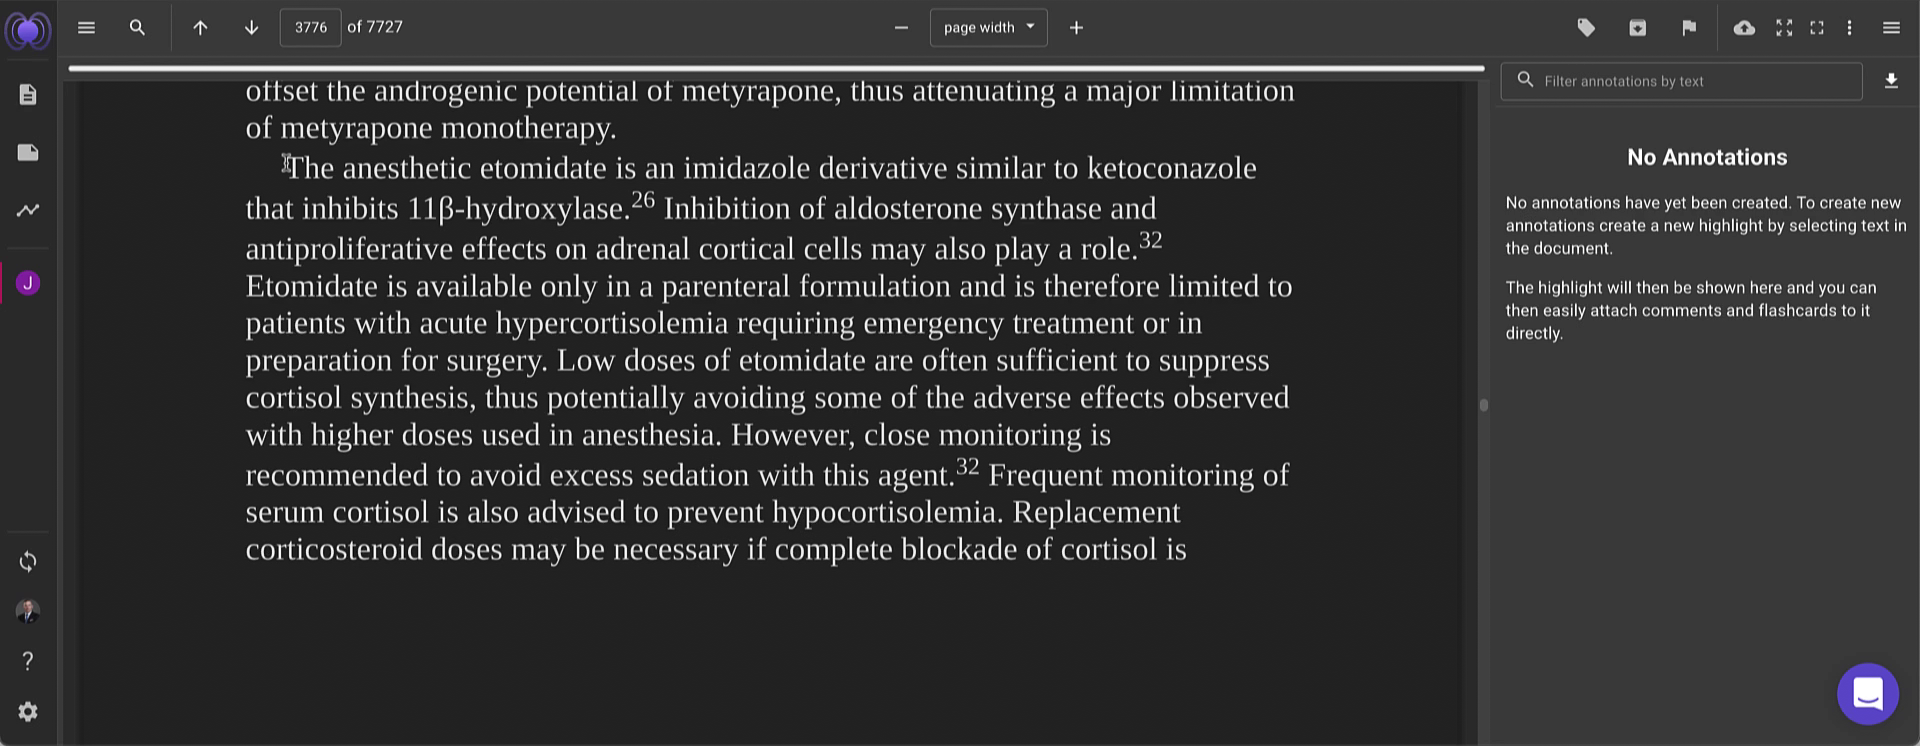 3776 of 7727
page width
Filter annotations by text
offset the androgenic potential of metyrapone, thus attenuating a major limitation
of metyrapone monotherapy.
The anesthetic etomidate is an imidazole derivative similar to ketoconazole
that inhibits 11β-hydroxylase.26 Inhibition of aldosterone synthase and
antiproliferative effects on adrenal cortical cells may also play a role.32
Etomidate is available only in a parenteral formulation and is therefore limited to
patients with acute hypercortisolemia requiring emergency treatment or in
preparation for surgery. Low doses of etomidate are often sufficient to suppress
cortisol synthesis, thus potentially avoiding some of the adverse effects observed
with higher doses used in anesthesia. However, close monitoring is
recommended to avoid excess sedation with this agent.32 Frequent monitoring of
serum cortisol is also advised to prevent hypocortisolemia. Replacement
corticosteroid doses may be necessary if complete blockade of cortisol is
No Annotations
No annotations have yet been created. To create new
annotations create a new highlight by selecting text in
the document.
The highlight will then be shown here and you can
then easily attach comments and flashcards to it
directly.
J
?